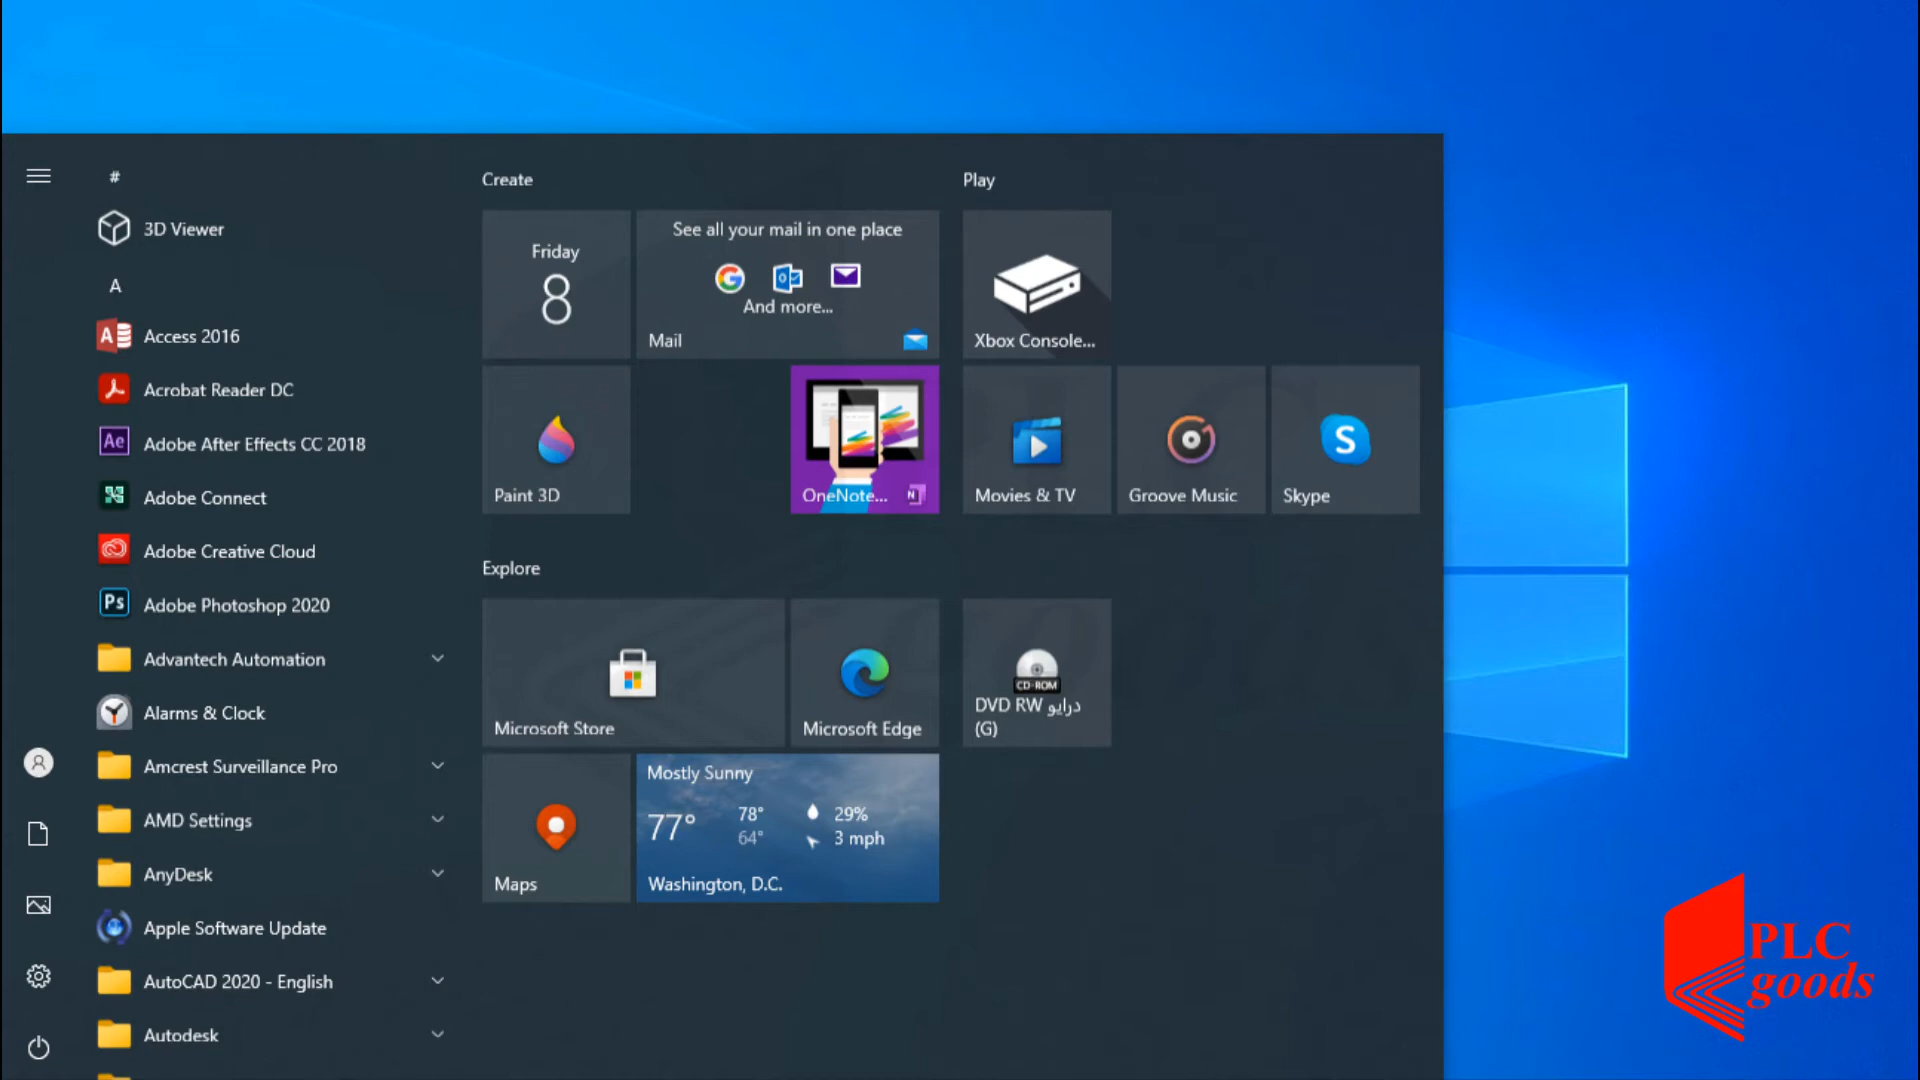 #
3D Viewer
A
Access 2016
Acrobat Reader DC
Ae
Adobe After Effects CC 2018
Adobe Connect
Adobe Creative Cloud
Ps
Adobe Photoshop 2020
Advantech Automation
Alarms & Clock
Amcrest Surveillance Pro
AMD Settings
AnyDesk
Apple Software Update
AutoCAD 2020 - English
Autodesk
Create
Friday
8
See all your mail in one place
And more...
Mail
Paint 3D
OneNote...
Play
Xbox Console...
Movies & TV
Groove Music
Skype
Explore
Microsoft Store
Microsoft Edge
CD-ROM
DVD RW درايو
(G)
Maps
Mostly Sunny
77° 78° 29%
64° 3 mph
Washington, D.C.
PLC
goods